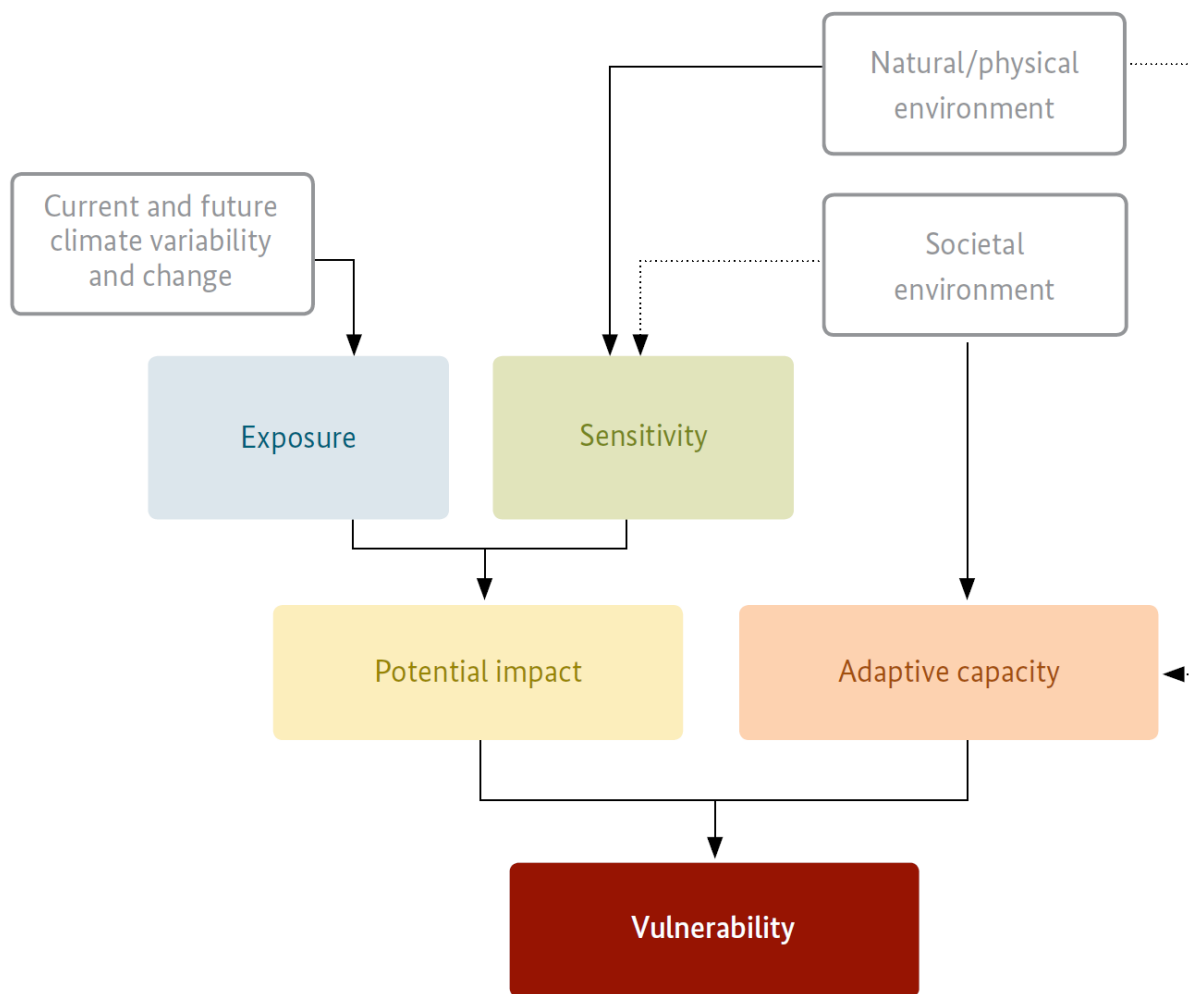 Natural/physical
environment
Current and future
climate variability
and change
Societal
environment
Exposure
Sensitivity
Potential impact
Adaptive capacity
Vulnerability